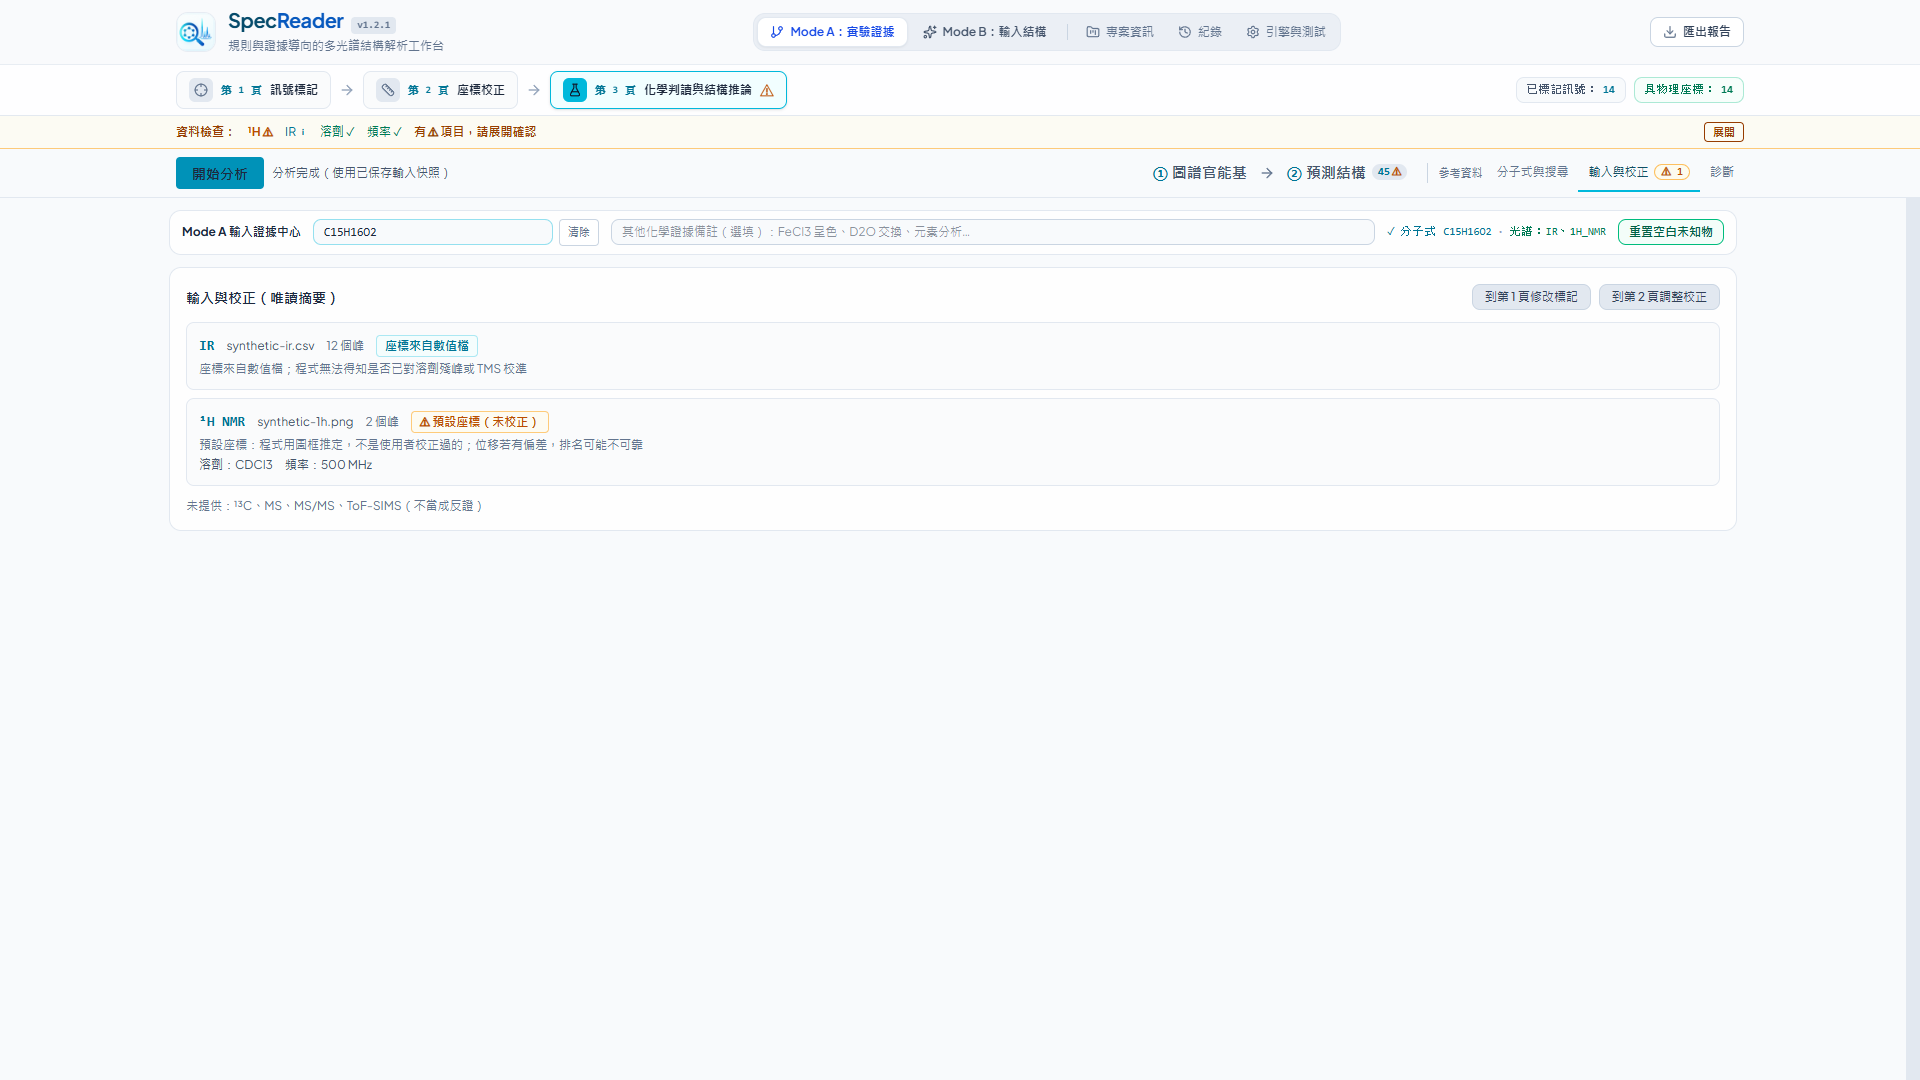 SpecReader v1.2.1
規則與證據導向的多光譜結構解析工作台
Mode A：實驗證據
Mode B：輸入結構
專案資訊
紀錄
引擎與測試
匯出報告
第 1 頁 訊號標記
第 2 頁 座標校正
第 3 頁 化學判讀與結構推論
已標記訊號： 14
具物理座標： 14
資料檢查： ¹H⚠ IR i 溶劑✓ 頻率✓ 有⚠項目，請展開確認
展開
開始分析 分析完成（使用已保存輸入快照）
① 圖譜官能基 → ② 預測結構 45⚠
參考資料
分子式與搜尋
輸入與校正 ⚠ 1
診斷
Mode A 輸入證據中心 C15H16O2 清除 其他化學證據備註（選填）：FeCl3 呈色、D2O 交換、元素分析…
✓ 分子式 C15H16O2 · 光譜：IR、1H_NMR 重置空白未知物
輸入與校正（唯讀摘要）
到第 1 頁修改標記 到第 2 頁調整校正
IR synthetic-ir.csv 12 個峰 座標來自數值檔
座標來自數值檔；程式無法得知是否已對溶劑殘峰或 TMS 校準
¹H NMR synthetic-1h.png 2 個峰 ⚠預設座標（未校正）
預設座標：程式用圖框推定，不是使用者校正過的；位移若有偏差，排名可能不可靠
溶劑：CDCl3 頻率：500 MHz
未提供：¹³C、MS、MS/MS、ToF-SIMS（不當成反證）